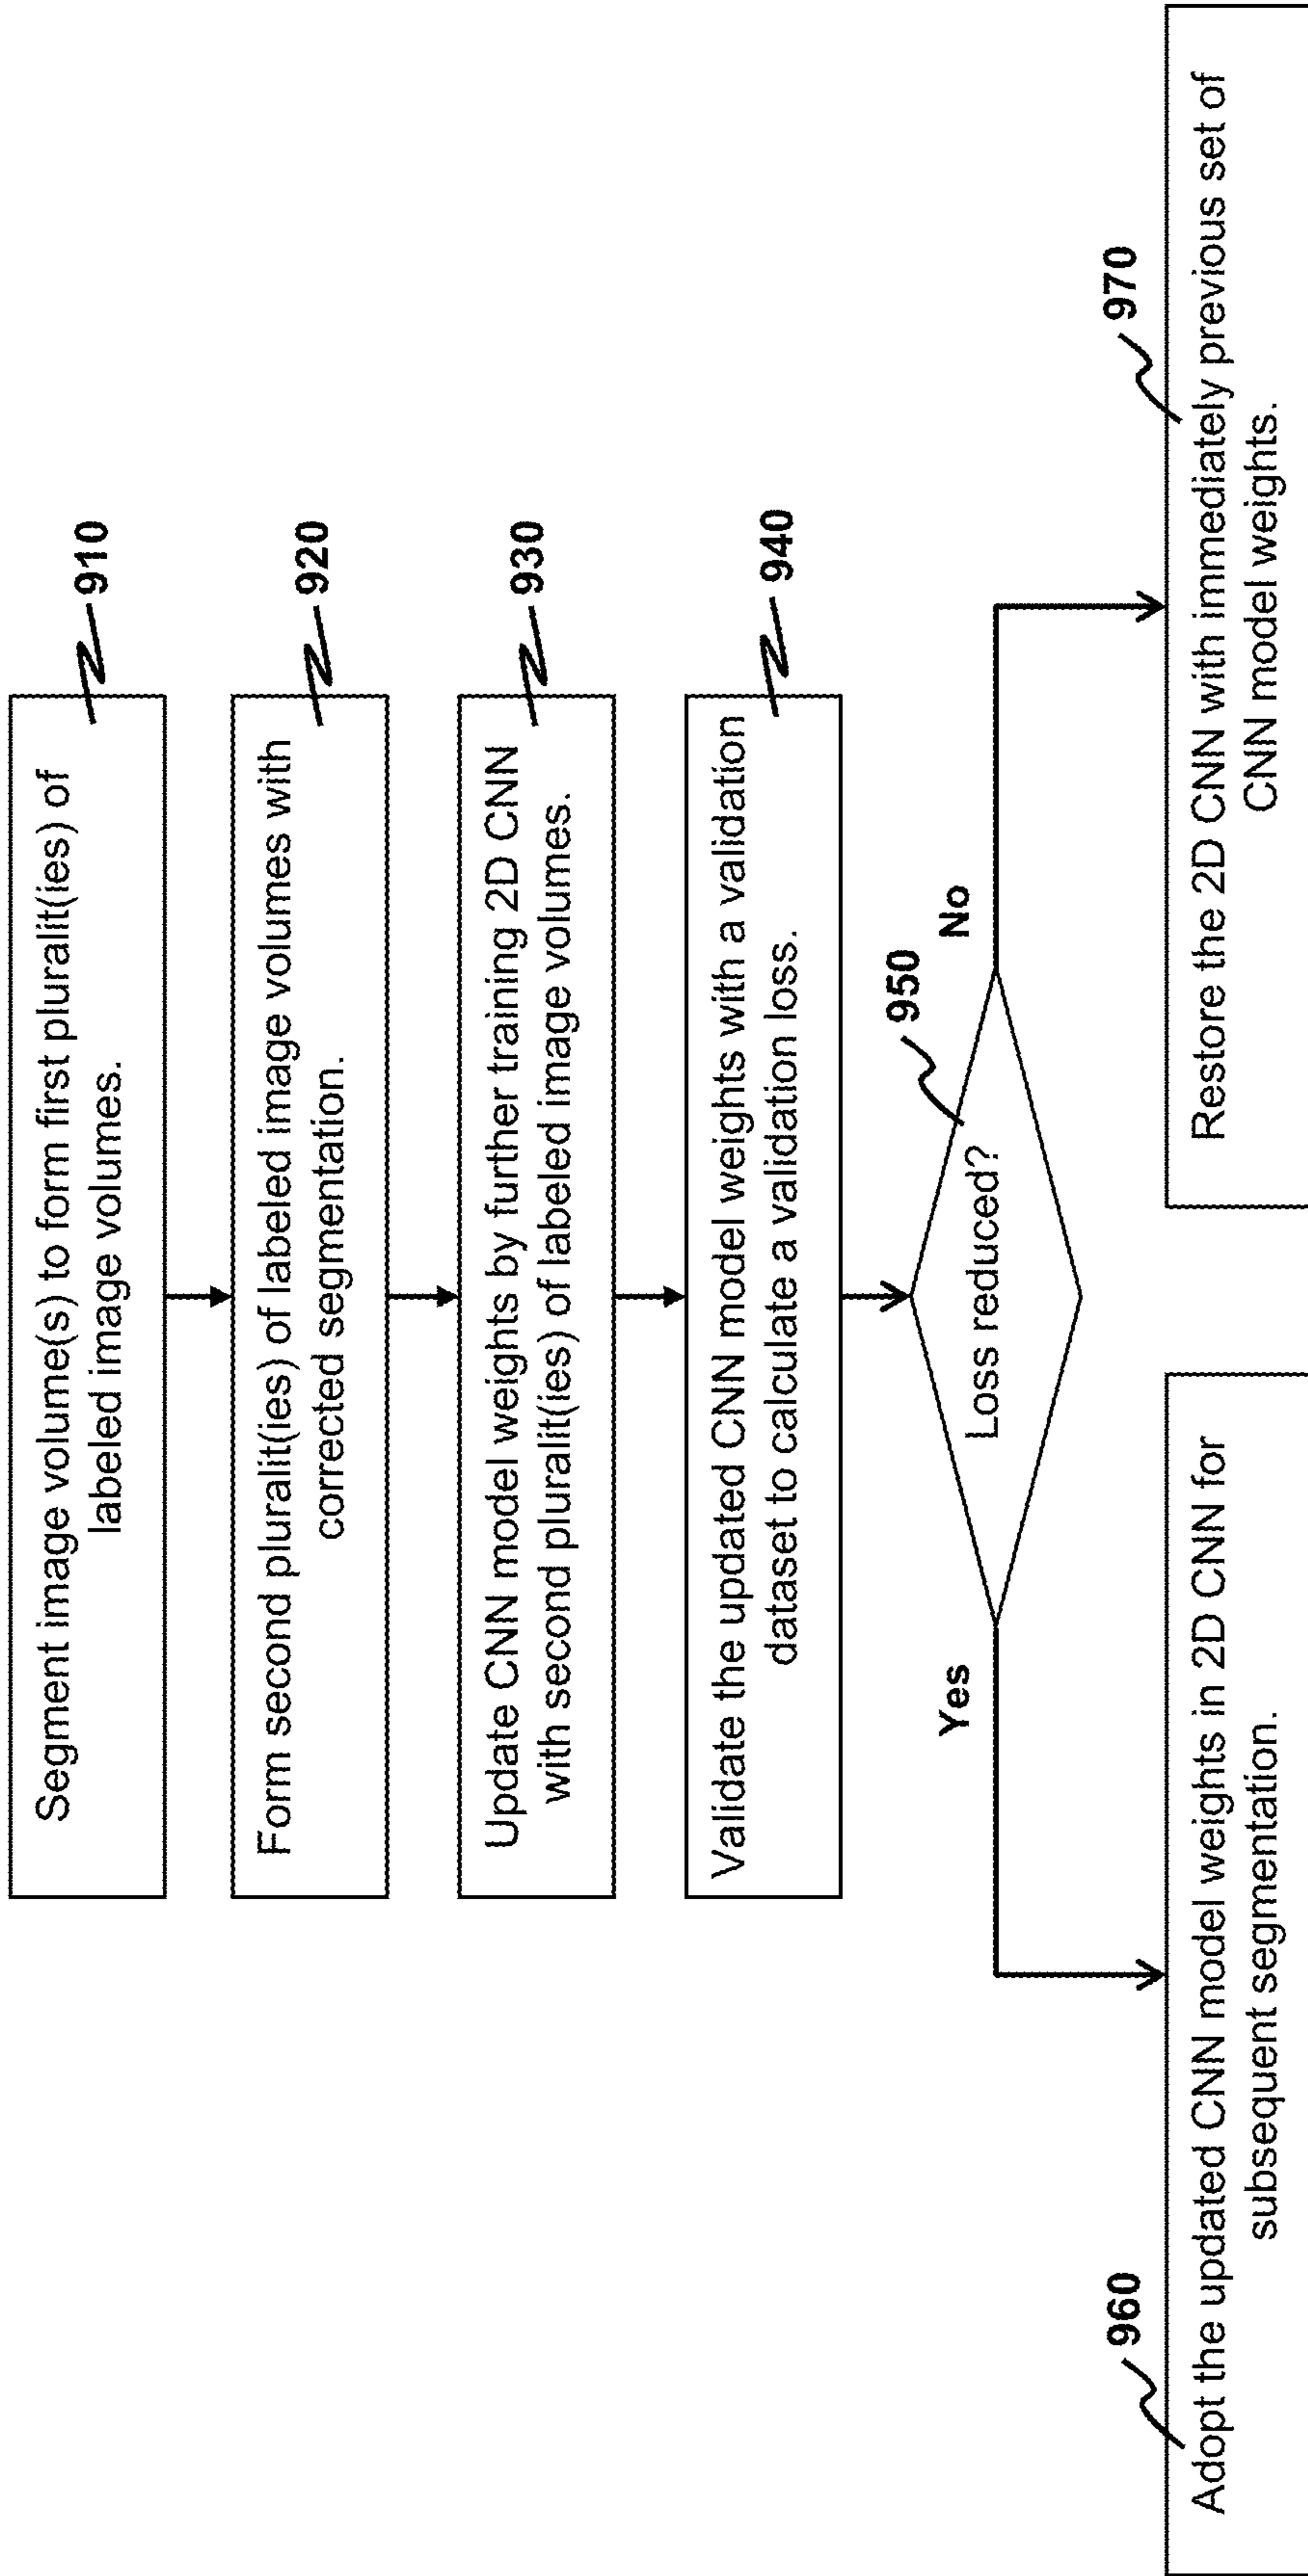 Segment image volume(s) to form first pluralit(ies) of
labeled image volumes.
910
Form second pluralit(ies) of labeled image volumes with
corrected segmentation.
920
Update CNN model weights by further training 2D CNN
with second pluralit(ies) of labeled image volumes.
930
Validate the updated CNN model weights with a validation
dataset to calculate a validation loss.
940
950
Loss reduced?
Yes
No
960
Adopt the updated CNN model weights in 2D CNN for
subsequent segmentation.
970
Restore the 2D CNN with immediately previous set of
CNN model weights.